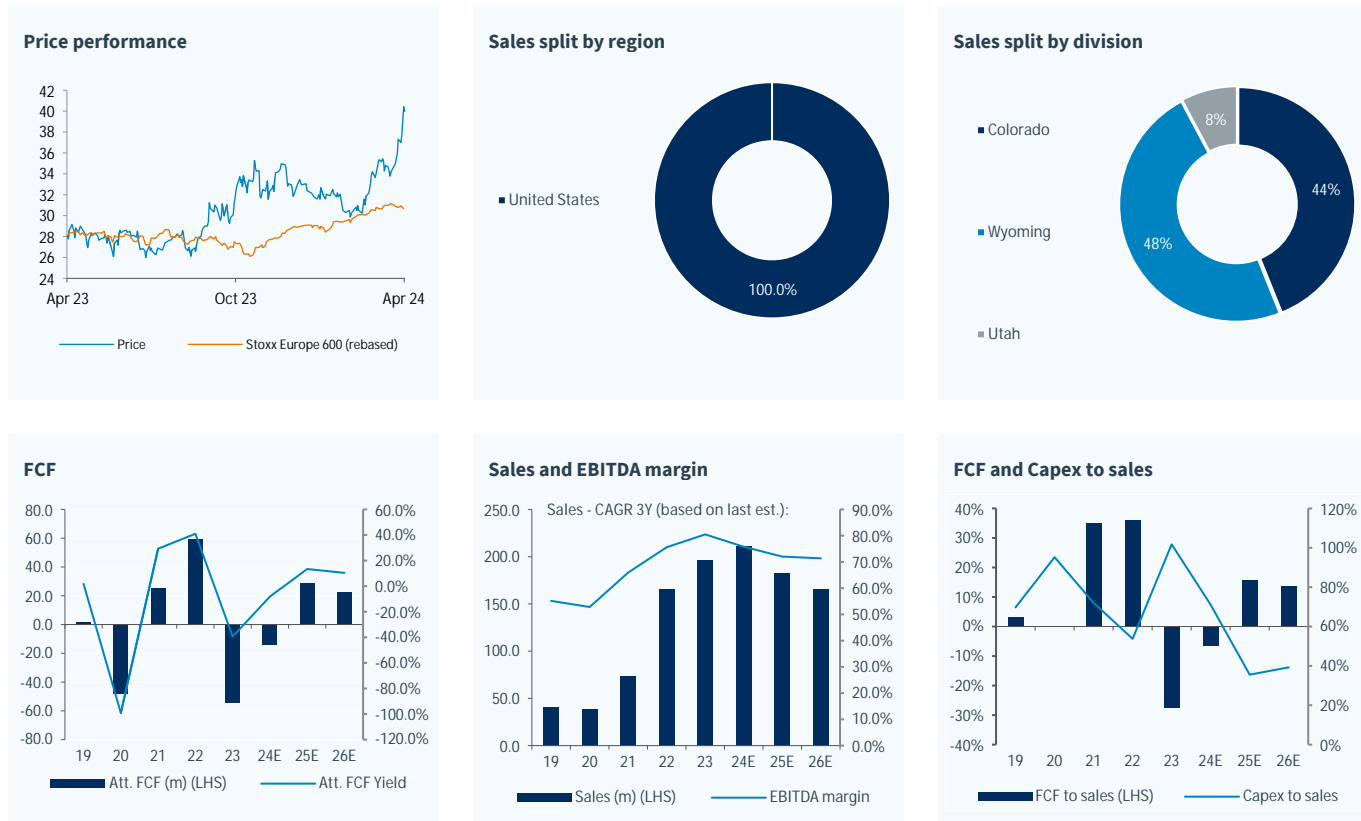 Price performance
42
40
38
36
34
32
30
28
26
24
Apr 23
Oct 23
Apr 24
Price
Stoxx Europe 600 (rebased)
Sales split by region
United States
100.0%
Sales split by division
Colorado
Wyoming
Utah
8%
44%
48%
FCF
80.0
60.0
40.0
20.0
0.0
-20.0
-40.0
-60.0
-80.0
60.0%
40.0%
20.0%
0.0%
-20.0%
-40.0%
-60.0%
-80.0%
-100.0%
-120.0%
19 20 21 22 23 24E 25E 26E
Att. FCF (m) (LHS)
Att. FCF Yield
Sales and EBITDA margin
Sales - CAGR 3Y (based on last est.):
250.0
200.0
150.0
100.0
50.0
0.0
90.0%
80.0%
70.0%
60.0%
50.0%
40.0%
30.0%
20.0%
10.0%
0.0%
19 20 21 22 23 24E 25E 26E
Sales (m) (LHS)
EBITDA margin
FCF and Capex to sales
40%
30%
20%
10%
0%
-10%
-20%
-30%
-40%
120%
100%
80%
60%
40%
20%
0%
19 20 21 22 23 24E 25E 26E
FCF to sales (LHS)
Capex to sales